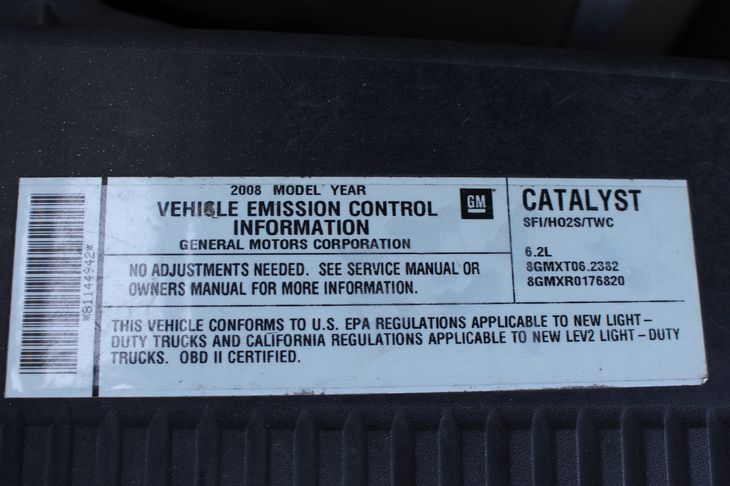 *81144942*
2008 MODEL YEAR
VEHICLE EMISSION CONTROL
INFORMATION
GENERAL MOTORS CORPORATION
GM
NO ADJUSTMENTS NEEDED. SEE SERVICE MANUAL OR
OWNERS MANUAL FOR MORE INFORMATION.
CATALYST
SFI/HO2S/TWC
6.2L
8GMXT06.2382
8GMXR0176820
THIS VEHICLE CONFORMS TO U.S. EPA REGULATIONS APPLICABLE TO NEW LIGHT-
DUTY TRUCKS AND CALIFORNIA REGULATIONS APPLICABLE TO NEW LEV2 LIGHT-DUTY
TRUCKS. OBD II CERTIFIED.